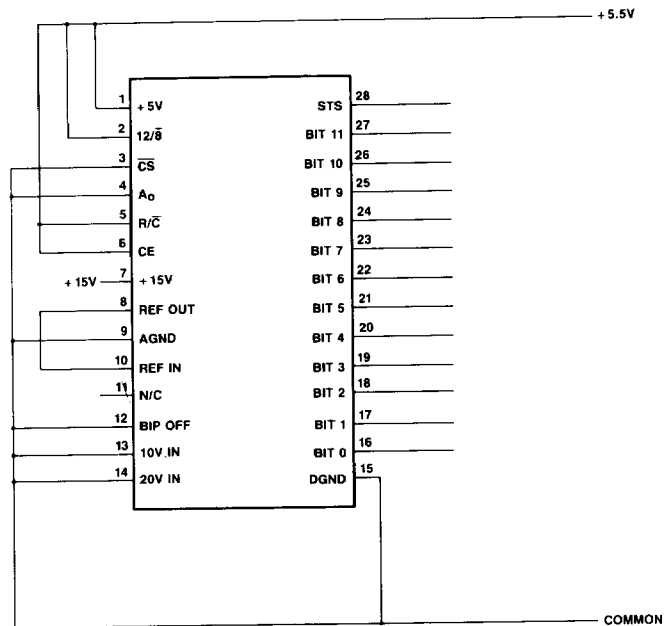 +5.5V
1 +5V
2 12/8̅
3 C̅S̅
4 A₀
5 R/C̅
6 CE
+15V 7 +15V
8 REF OUT
9 AGND
10 REF IN
11 N/C
12 BIP OFF
13 10V IN
14 20V IN
STS 28
BIT 11 27
BIT 10 26
BIT 9 25
BIT 8 24
BIT 7 23
BIT 6 22
BIT 5 21
BIT 4 20
BIT 3 19
BIT 2 18
BIT 1 17
BIT 0 16
DGND 15
COMMON